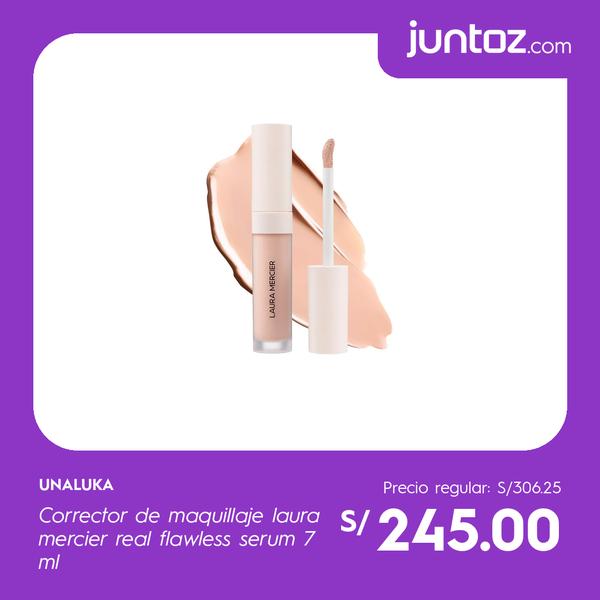 juntoz.com
LAURA MERCIER
UNALUKA
Corrector de maquillaje laura
mercier real flawless serum 7
ml
Precio regular: S/306.25
S/ 245.00